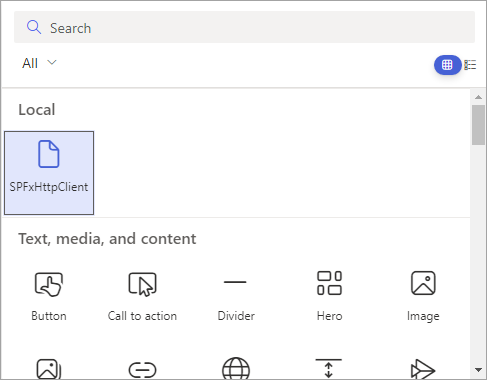 Search
All
Local
SPFxHttpClient
Text, media, and content
Button
Call to action
Divider
Hero
Image